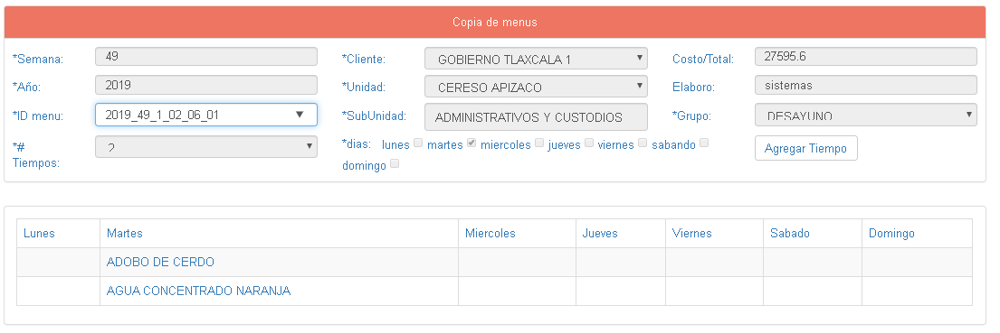 Copia de menus
*Semana: 49 *Cliente: GOBIERNO TLAXCALA 1 Costo/Total: 27595.6
*Año: 2019 *Unidad: CERESO APIZACO Elaboro: sistemas
*ID menu: 2019_49_1_02_06_01 *SubUnidad: ADMINISTRATIVOS Y CUSTODIOS *Grupo: DESAYUNO
*# Tiempos: 2 *dias: lunes martes miercoles jueves viernes sabando Agregar Tiempo
domingo
Lunes Martes Miercoles Jueves Viernes Sabado Domingo
ADOBO DE CERDO
AGUA CONCENTRADO NARANJA